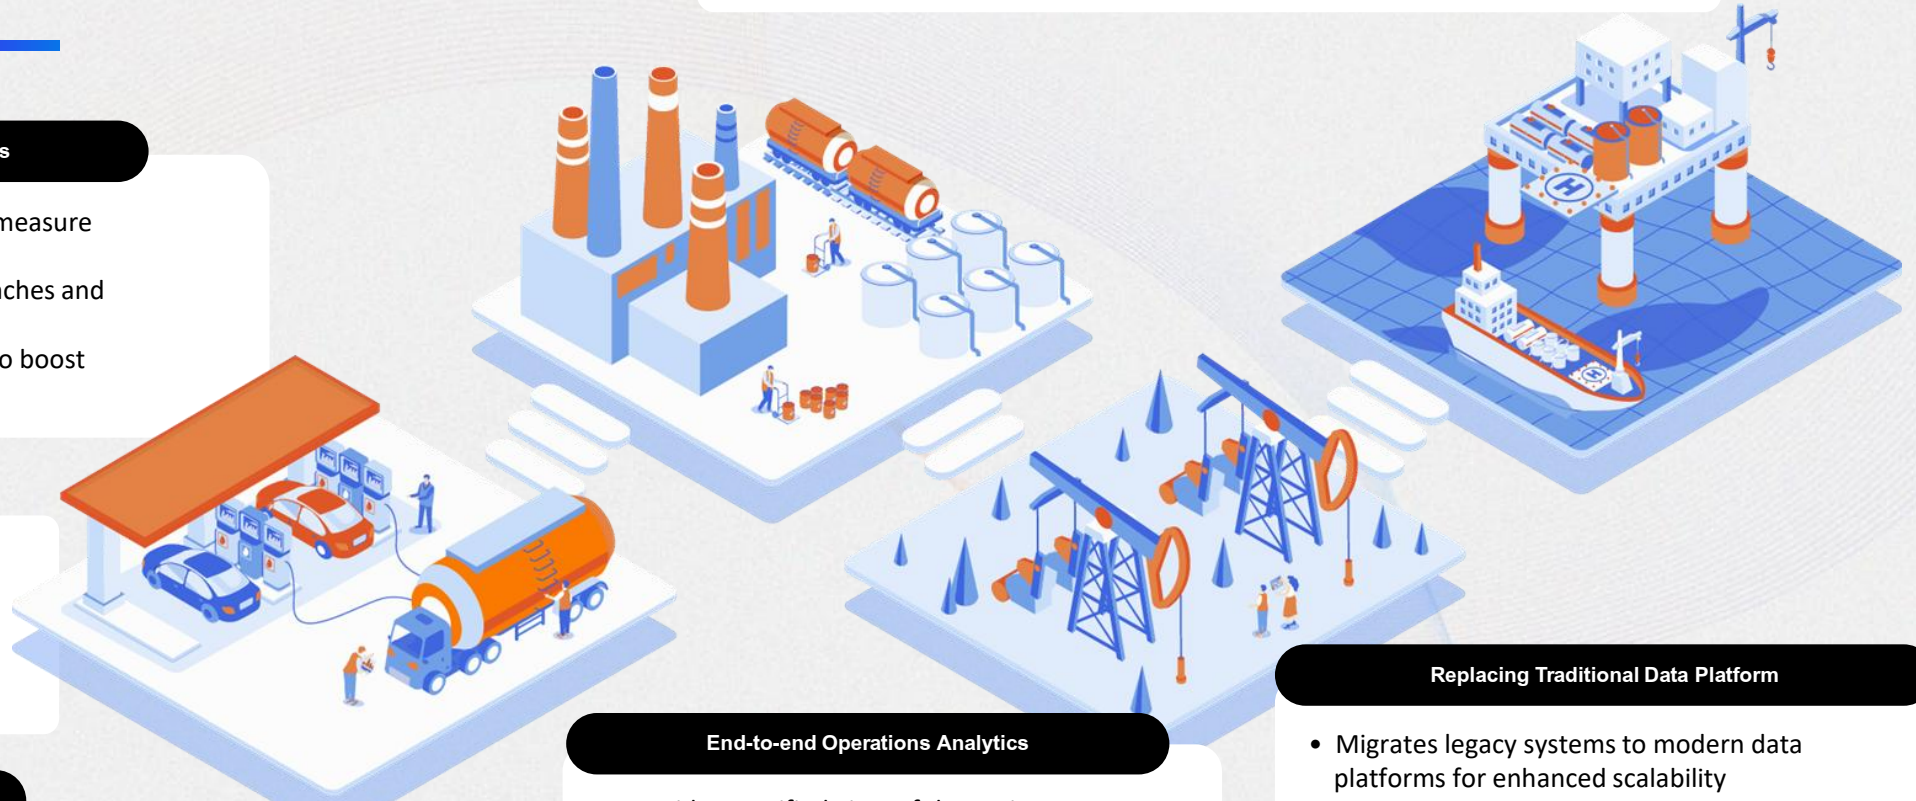 s
measure
ches and
o boost
Replacing Traditional Data Platform
• Migrates legacy systems to modern data
platforms for enhanced scalability
End-to-end Operations Analytics
H
H